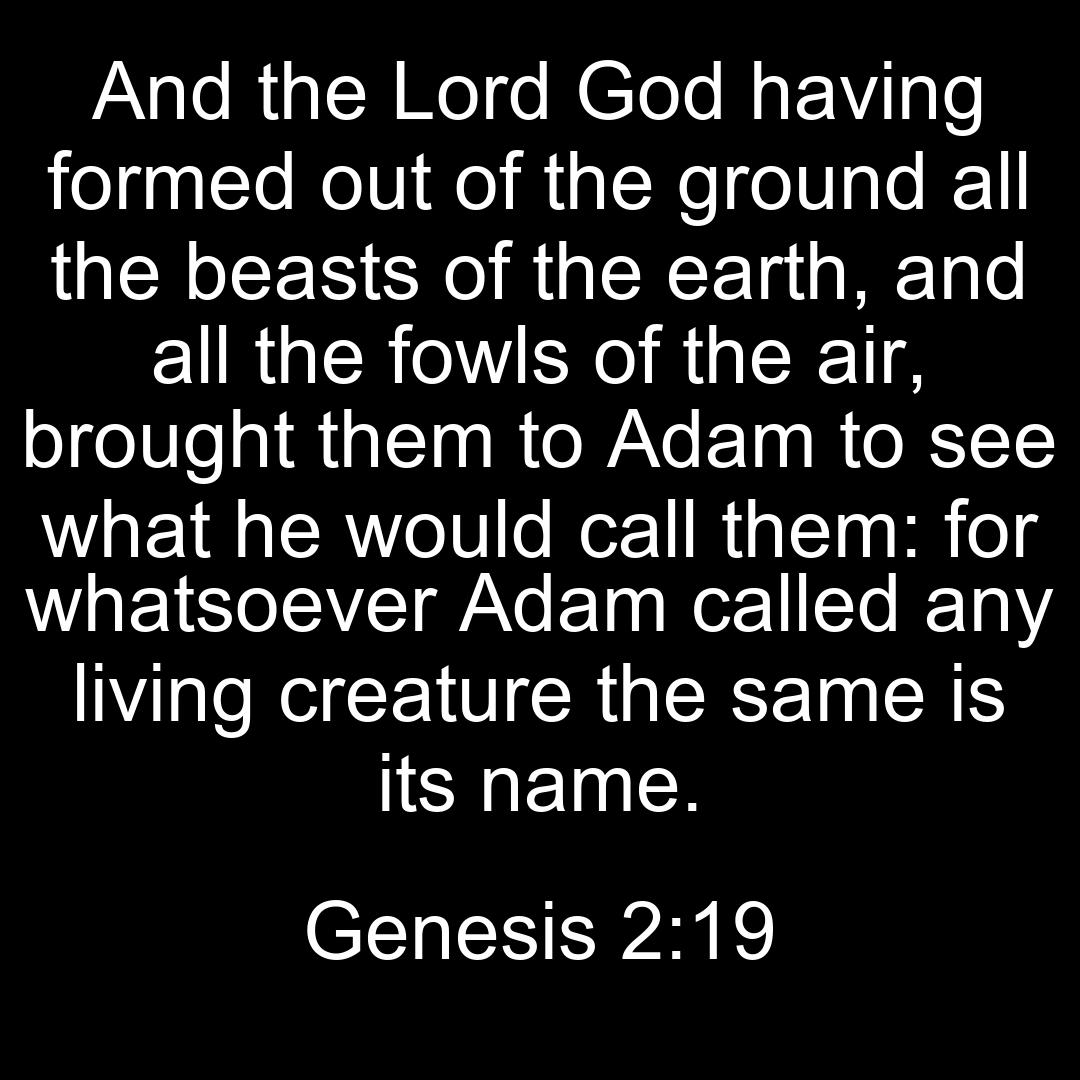 And the Lord God having
formed out of the ground all
the beasts of the earth, and
all the fowls of the air,
brought them to Adam to see
what he would call them: for
whatsoever Adam called any
living creature the same is
its name.
Genesis 2:19